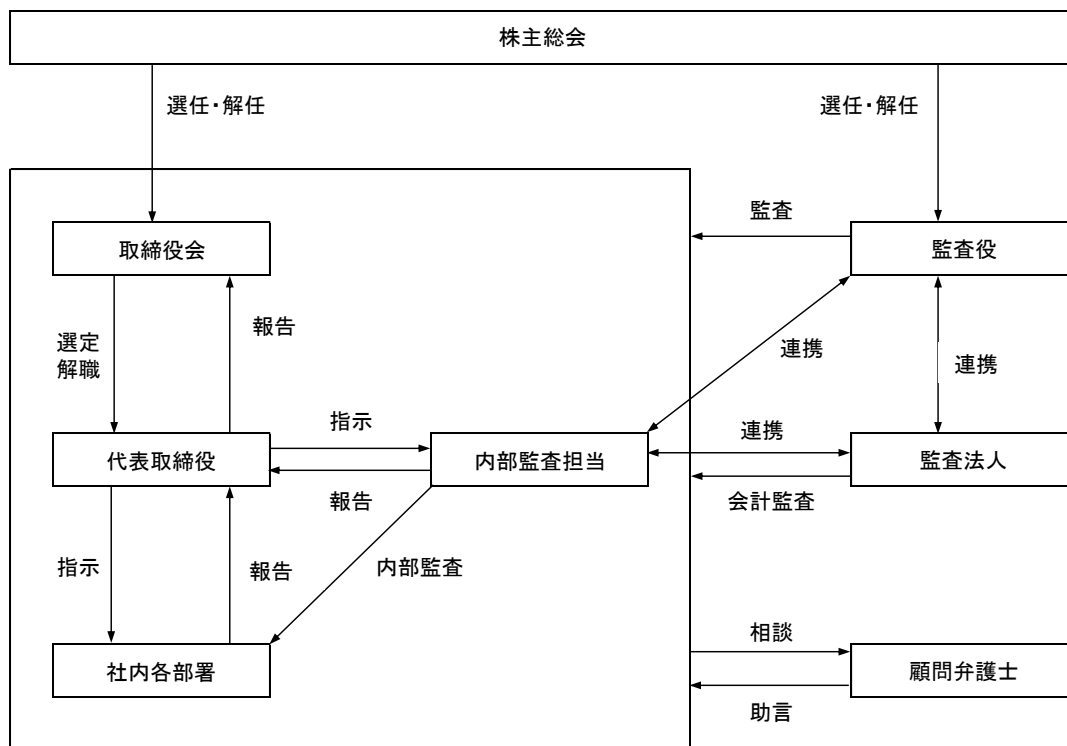 株主総会
選任・解任
選任・解任
取締役会
監査
監査役
選定
解職
報告
連携
連携
代表取締役
指示
報告
内部監査担当
連携
会計監査
監査法人
指示
報告
内部監査
社内各部署
相談
助言
顧問弁護士